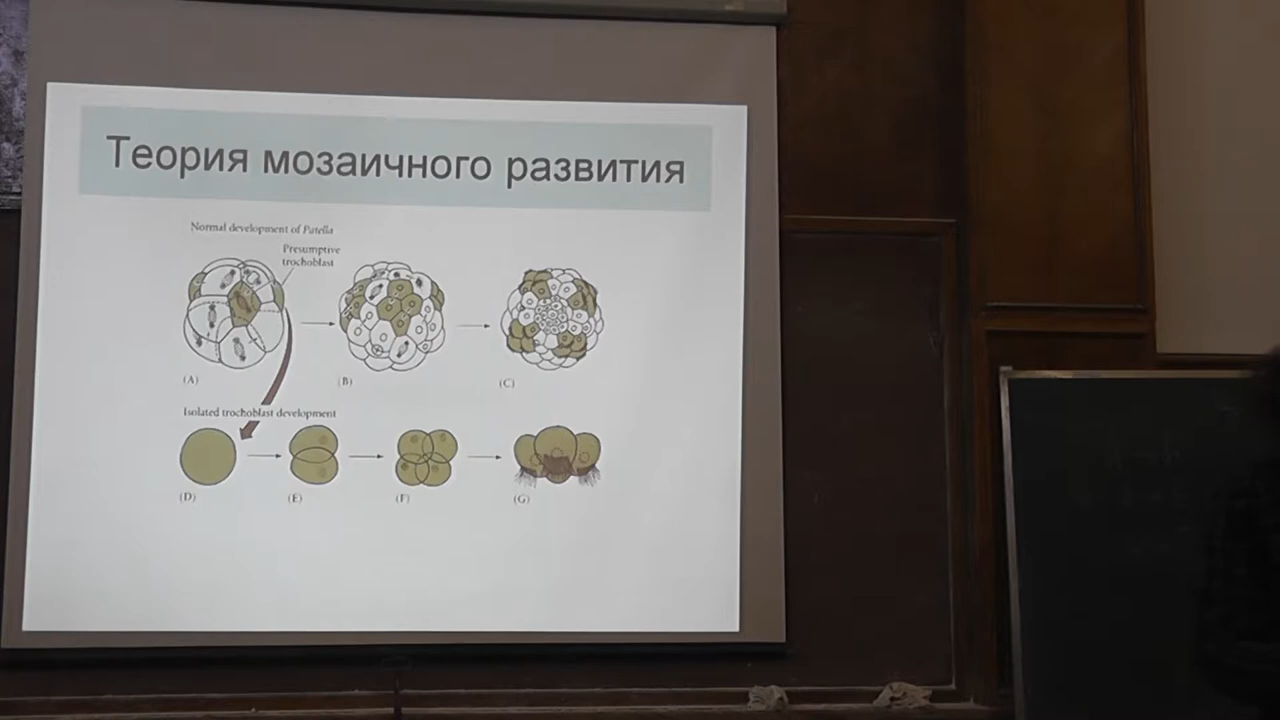 Теория мозаичного развития
Normal development of Patella
Presumptive
trochoblast
(A)
(B)
(C)
Isolated trochoblast development
(D)
(E)
(F)
(G)